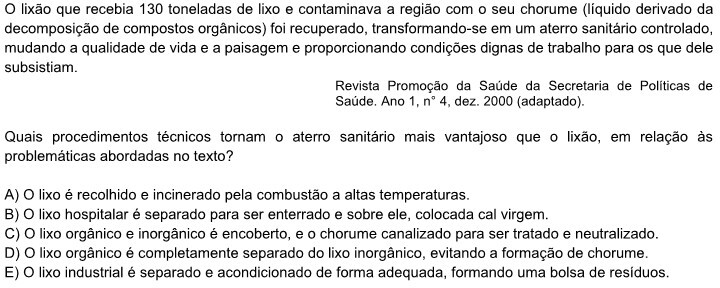 O lixão que recebia 130 toneladas de lixo e contaminava a região com o seu chorume (líquido derivado da
decomposição de compostos orgânicos) foi recuperado, transformando-se em um aterro sanitário controlado,
mudando a qualidade de vida e a paisagem e proporcionando condições dignas de trabalho para os que dele
subsistiam.
Revista Promoção da Saúde da Secretaria de Políticas de
Saúde. Ano 1, n° 4, dez. 2000 (adaptado).
Quais procedimentos técnicos tornam o aterro sanitário mais vantajoso que o lixão, em relação às
problemáticas abordadas no texto?
A) O lixo é recolhido e incinerado pela combustão a altas temperaturas.
B) O lixo hospitalar é separado para ser enterrado e sobre ele, colocada cal virgem.
C) O lixo orgânico e inorgânico é encoberto, e o chorume canalizado para ser tratado e neutralizado.
D) O lixo orgânico é completamente separado do lixo inorgânico, evitando a formação de chorume.
E) O lixo industrial é separado e acondicionado de forma adequada, formando uma bolsa de resíduos.